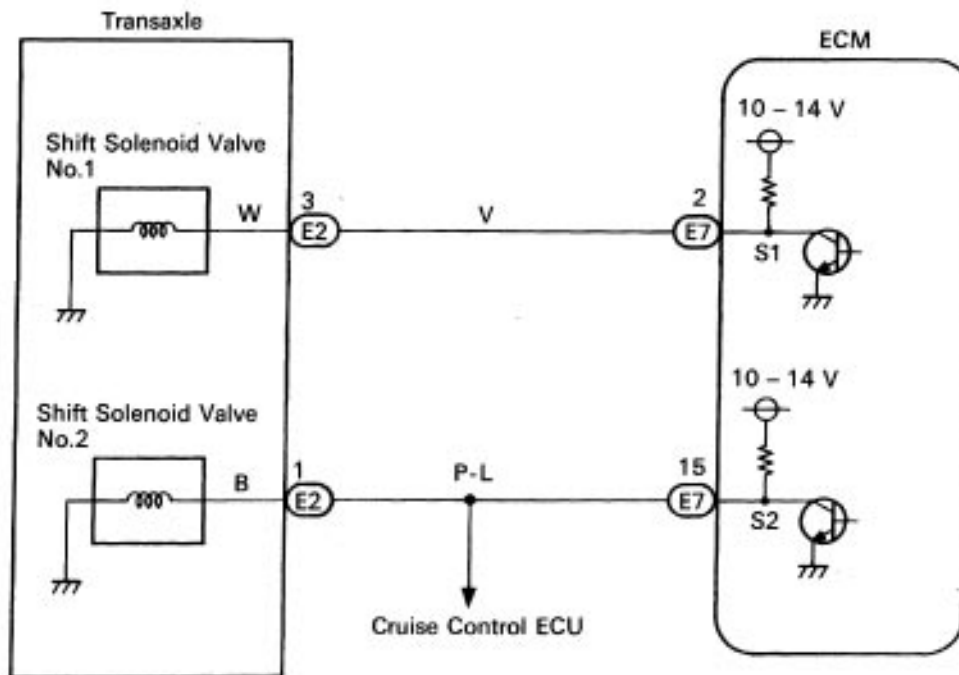 Transaxle
ECM
10 – 14 V
Shift Solenoid Valve
No.1
W
3
E2
V
2
E7
S1
10 – 14 V
Shift Solenoid Valve
No.2
B
1
E2
P-L
15
E7
S2
Cruise Control ECU